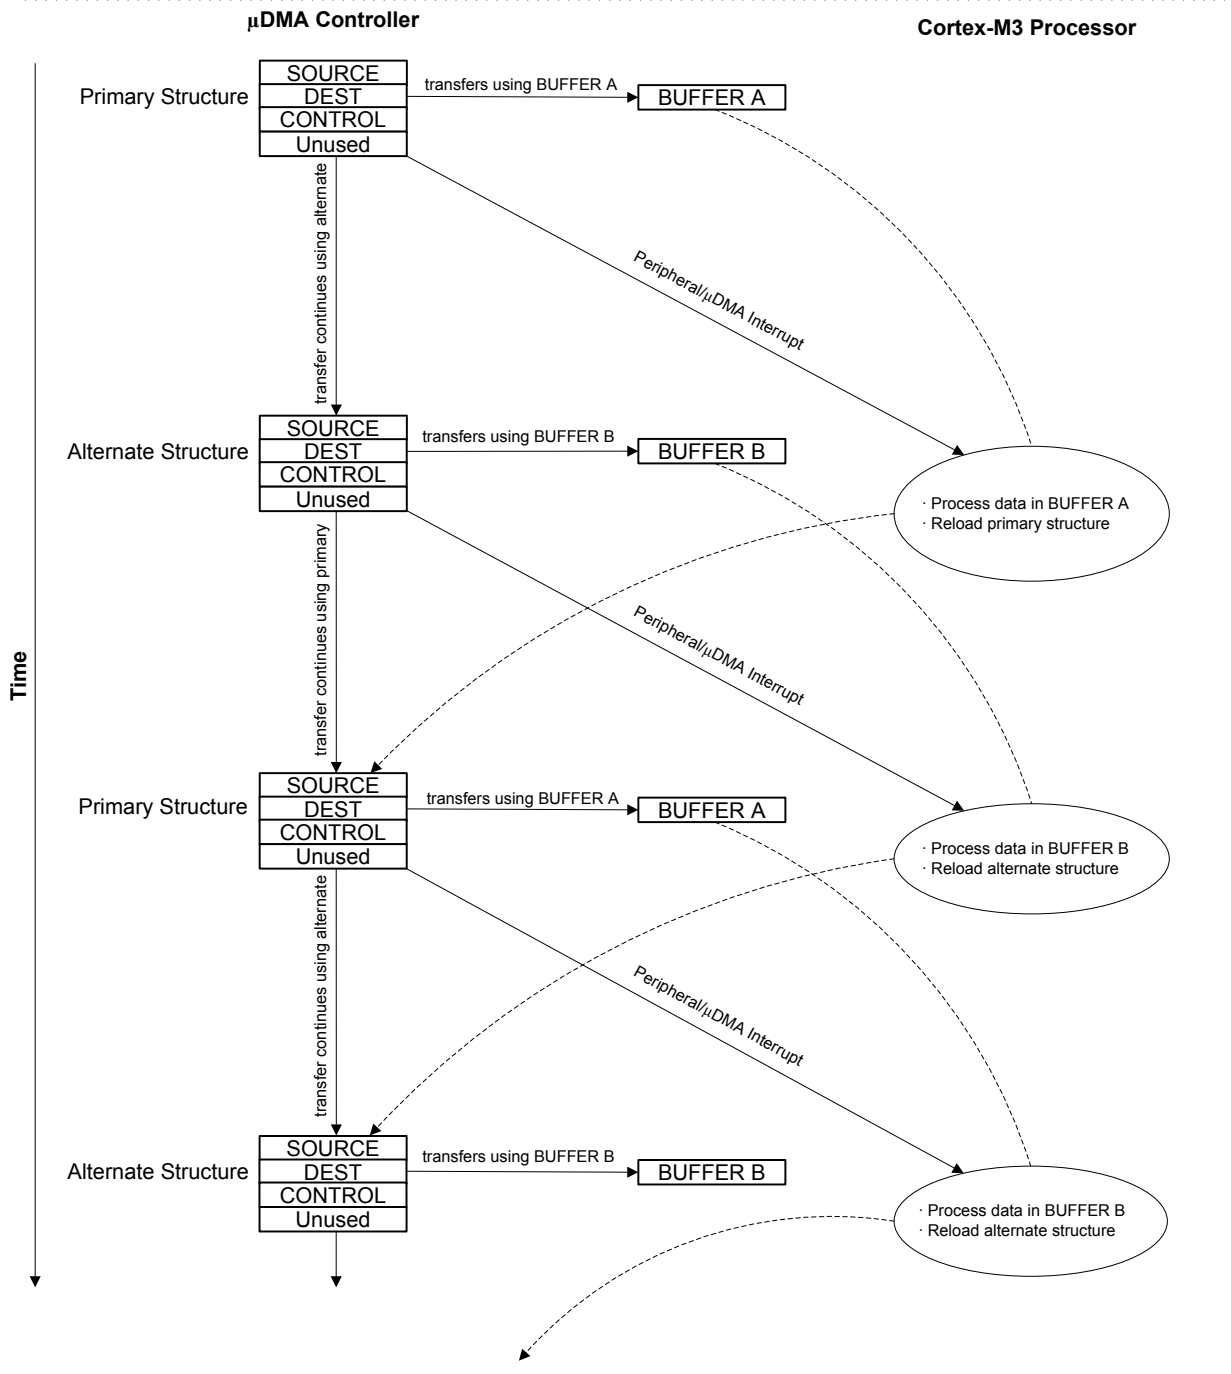 µDMA Controller
Cortex-M3 Processor
Primary Structure
SOURCE
DEST
CONTROL
Unused
transfers using BUFFER A
BUFFER A
transfer continues using alternate
Peripheral/µDMA Interrupt
Alternate Structure
SOURCE
DEST
CONTROL
Unused
transfers using BUFFER B
BUFFER B
· Process data in BUFFER A
· Reload primary structure
transfer continues using primary
Peripheral/µDMA Interrupt
Time
Primary Structure
SOURCE
DEST
CONTROL
Unused
transfers using BUFFER A
BUFFER A
· Process data in BUFFER B
· Reload alternate structure
transfer continues using alternate
Peripheral/µDMA Interrupt
Alternate Structure
SOURCE
DEST
CONTROL
Unused
transfers using BUFFER B
BUFFER B
· Process data in BUFFER B
· Reload alternate structure